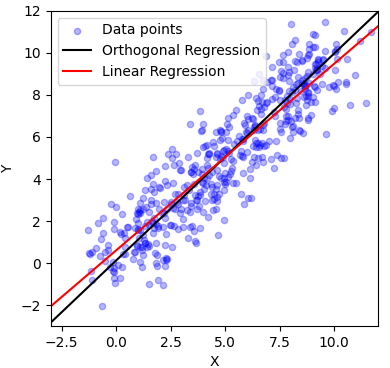 12
10
8
6
4
2
0
−2
Y
Data points
Orthogonal Regression
Linear Regression
−2.5 0.0 2.5 5.0 7.5 10.0
X